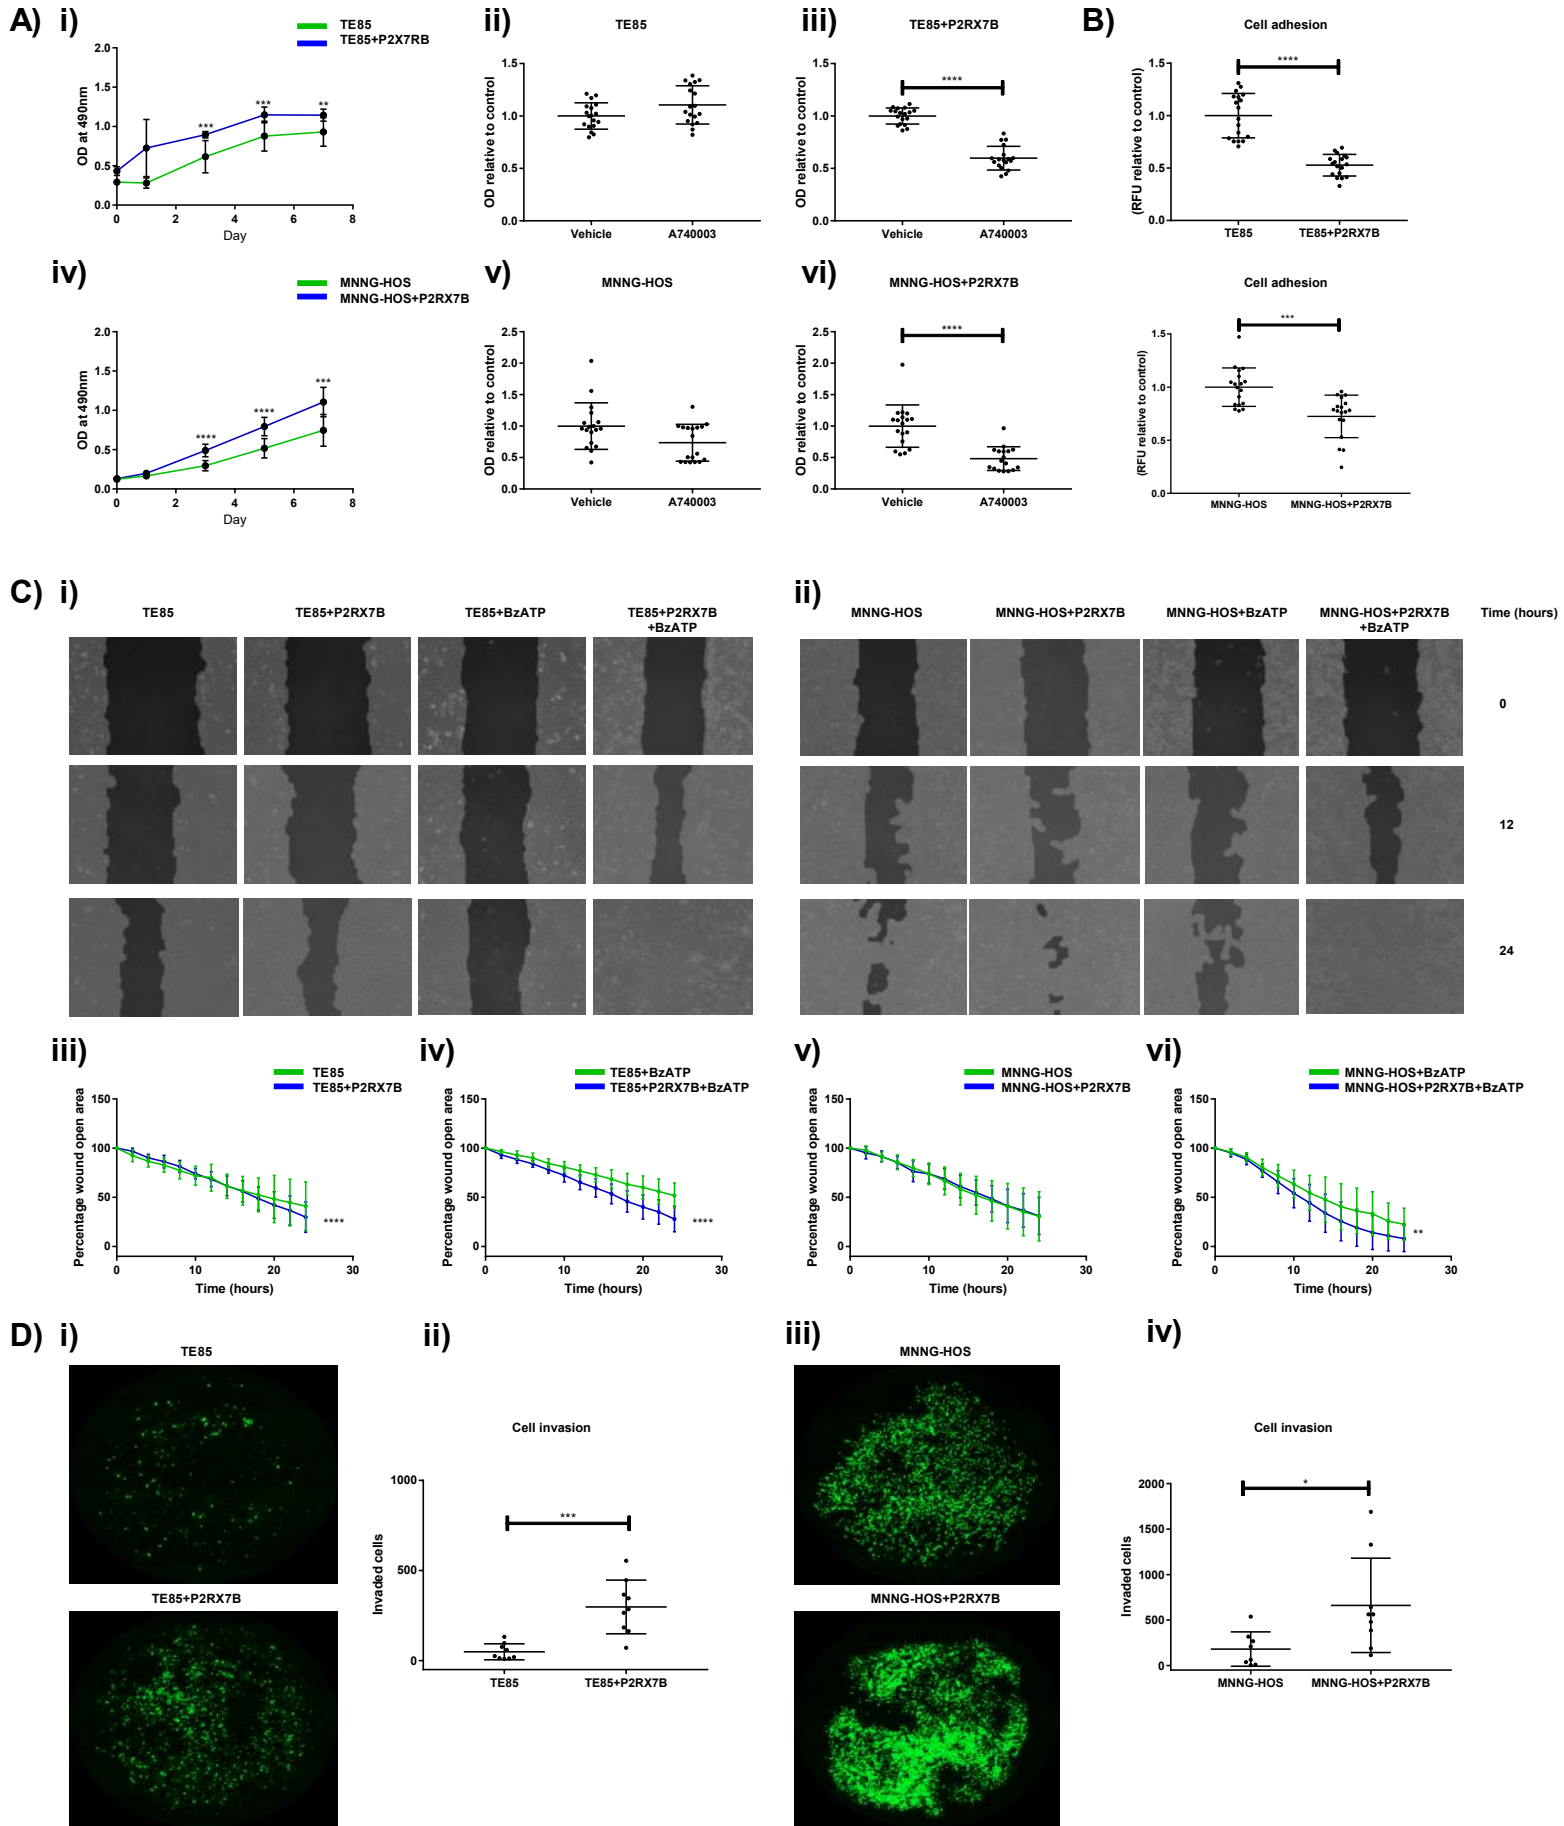 A) i)
TE85
TE85+P2X7RB
2.0
1.5
1.0
0.5
0.0
0 2 4 6 8
OD at 490nm
Day
*** *** **
ii)
TE85
1.5
1.0
0.5
0.0
OD relative to control
Vehicle A740003
iii)
TE85+P2RX7B
****
1.5
1.0
0.5
0.0
OD relative to control
Vehicle A740003
B)
Cell adhesion
****
1.5
1.0
0.5
0.0
(RFU relative to control)
TE85 TE85+P2RX7B
iv)
MNNG-HOS
MNNG-HOS+P2RX7B
2.0
1.5
1.0
0.5
0.0
0 2 4 6 8
OD at 490nm
Day
**** **** ***
v)
MNNG-HOS
2.5
2.0
1.5
1.0
0.5
0.0
OD relative to control
Vehicle A740003
vi)
MNNG-HOS+P2RX7B
****
2.5
2.0
1.5
1.0
0.5
0.0
OD relative to control
Vehicle A740003
Cell adhesion
***
1.5
1.0
0.5
0.0
(RFU relative to control)
MNNG-HOS MNNG-HOS+P2RX7B
C) i)
TE85 TE85+P2RX7B TE85+BzATP TE85+P2RX7B
+BzATP
ii)
MNNG-HOS MNNG-HOS+P2RX7B MNNG-HOS+BzATP MNNG-HOS+P2RX7B
+BzATP
Time (hours)
0
12
24
iii)
TE85
TE85+P2RX7B
150
100
50
0
0 10 20 30
Percentage wound open area
Time (hours)
****
iv)
TE85+BzATP
TE85+P2RX7B+BzATP
150
100
50
0
0 10 20 30
Percentage wound open area
Time (hours)
****
v)
MNNG-HOS
MNNG-HOS+P2RX7B
150
100
50
0
0 10 20 30
Percentage wound open area
Time (hours)
vi)
MNNG-HOS+BzATP
MNNG-HOS+P2RX7B+BzATP
150
100
50
0
0 10 20 30
Percentage wound open area
Time (hours)
**
D) i)
TE85
TE85+P2RX7B
ii)
Cell invasion
***
1000
500
0
Invaded cells
TE85 TE85+P2RX7B
iii)
MNNG-HOS
MNNG-HOS+P2RX7B
MNNG-HOS+P2X7RB
iv)
Cell invasion
*
2000
1500
1000
500
0
Invaded cells
MNNG-HOS MNNG-HOS+P2RX7B